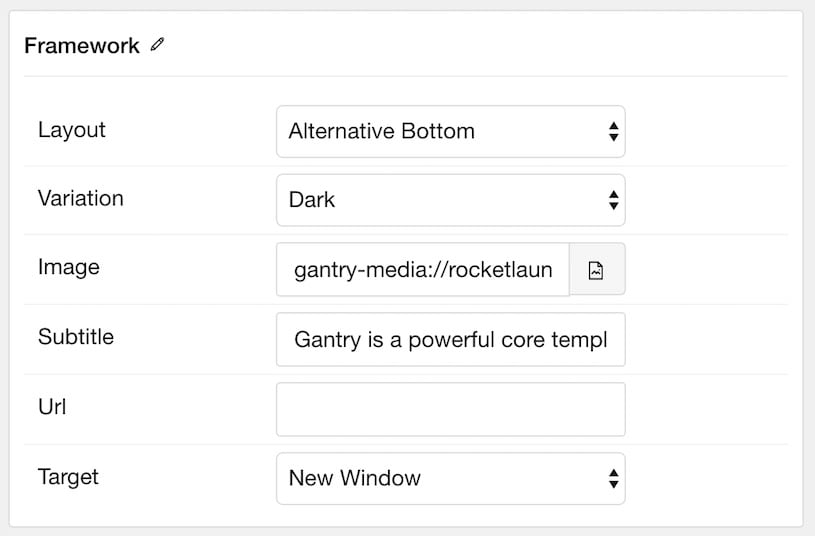 Framework
Layout Alternative Bottom
Variation Dark
Image gantry-media://rocketlaun
Subtitle Gantry is a powerful core templ
Url
Target New Window